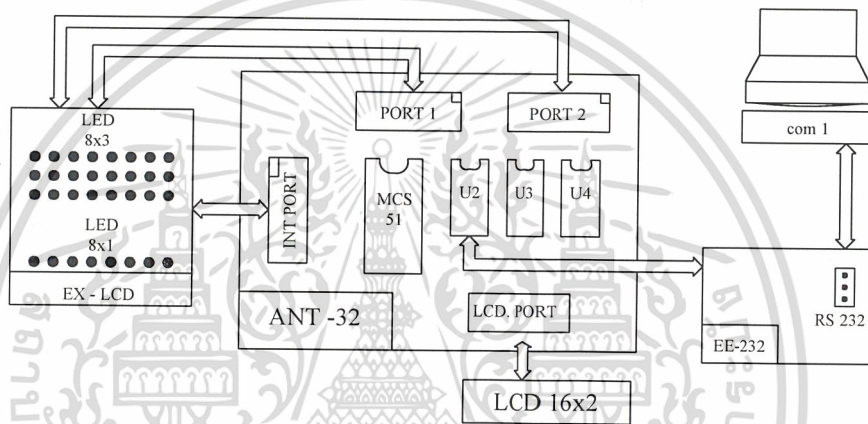 LED
8x3
LED
8x1
EX - LCD
PORT 1
PORT 2
INT PORT
MCS
51
U2
U3
U4
ANT -32
LCD. PORT
LCD 16x2
com 1
RS 232
EE-232